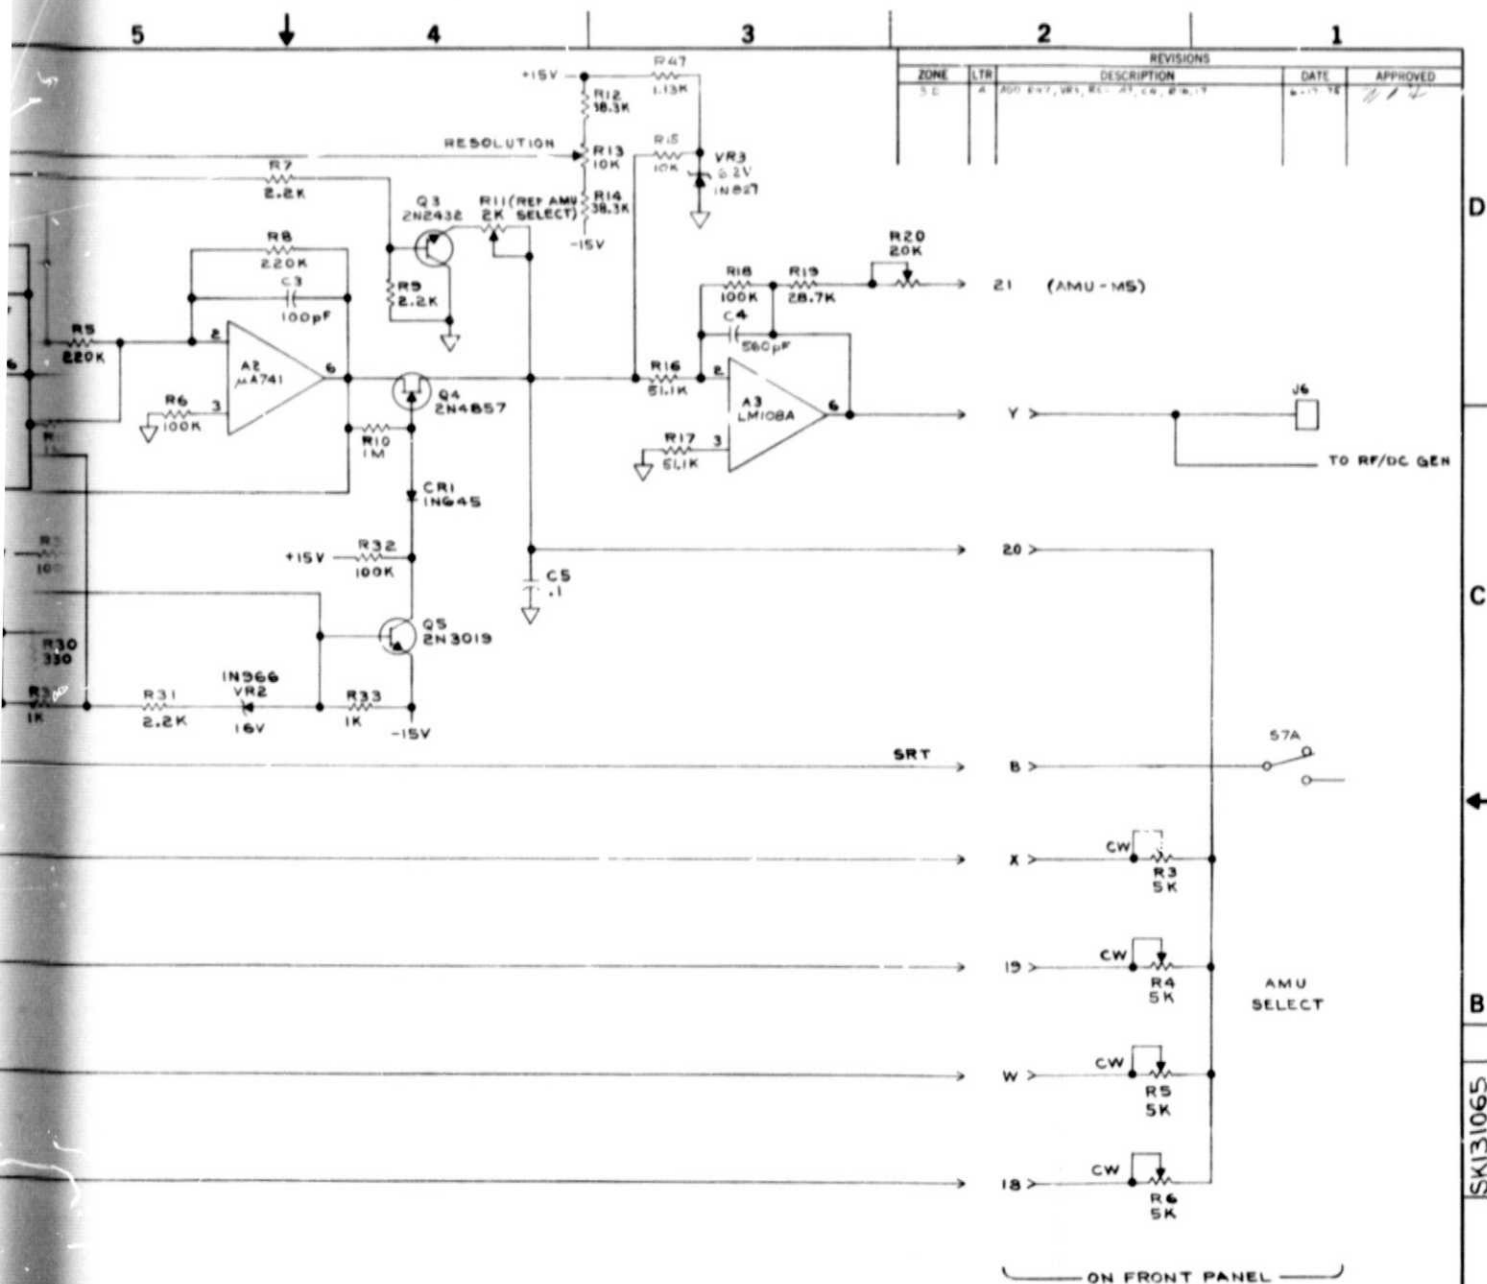 5 4 3 2 1
REVISIONS
ZONE LTR DESCRIPTION DATE APPROVED
A
+15V
R47
1.13K
R12
38.3K
RESOLUTION
R13
10K
R15
10K
VR3
6.2V
1N827
R14
38.3K
-15V
D
R7
2.2K
Q3
2N2432
R11 (REF AMU
2K SELECT)
R8
220K
C3
100pF
R9
2.2K
R20
20K
R18
100K
R19
28.7K
21 (AMU-MS)
C4
560pF
R5
220K
2
A2
μA741
6
3
R6
100K
Q4
2N4857
R10
1M
R16
51.1K
2
A3
LM108A
6
3
R17
51.1K
Y
J6
TO RF/DC GEN
CR1
1N645
+15V
R32
100K
20
C5
.1
C
Q5
2N3019
R30
330
1K
R31
2.2K
1N966
VR2
16V
R33
1K
-15V
SRT
B
S7A
X
CW
R3
5K
19
CW
R4
5K
AMU
SELECT
B
W
CW
R5
5K
18
CW
R6
5K
SK131065
ON FRONT PANEL